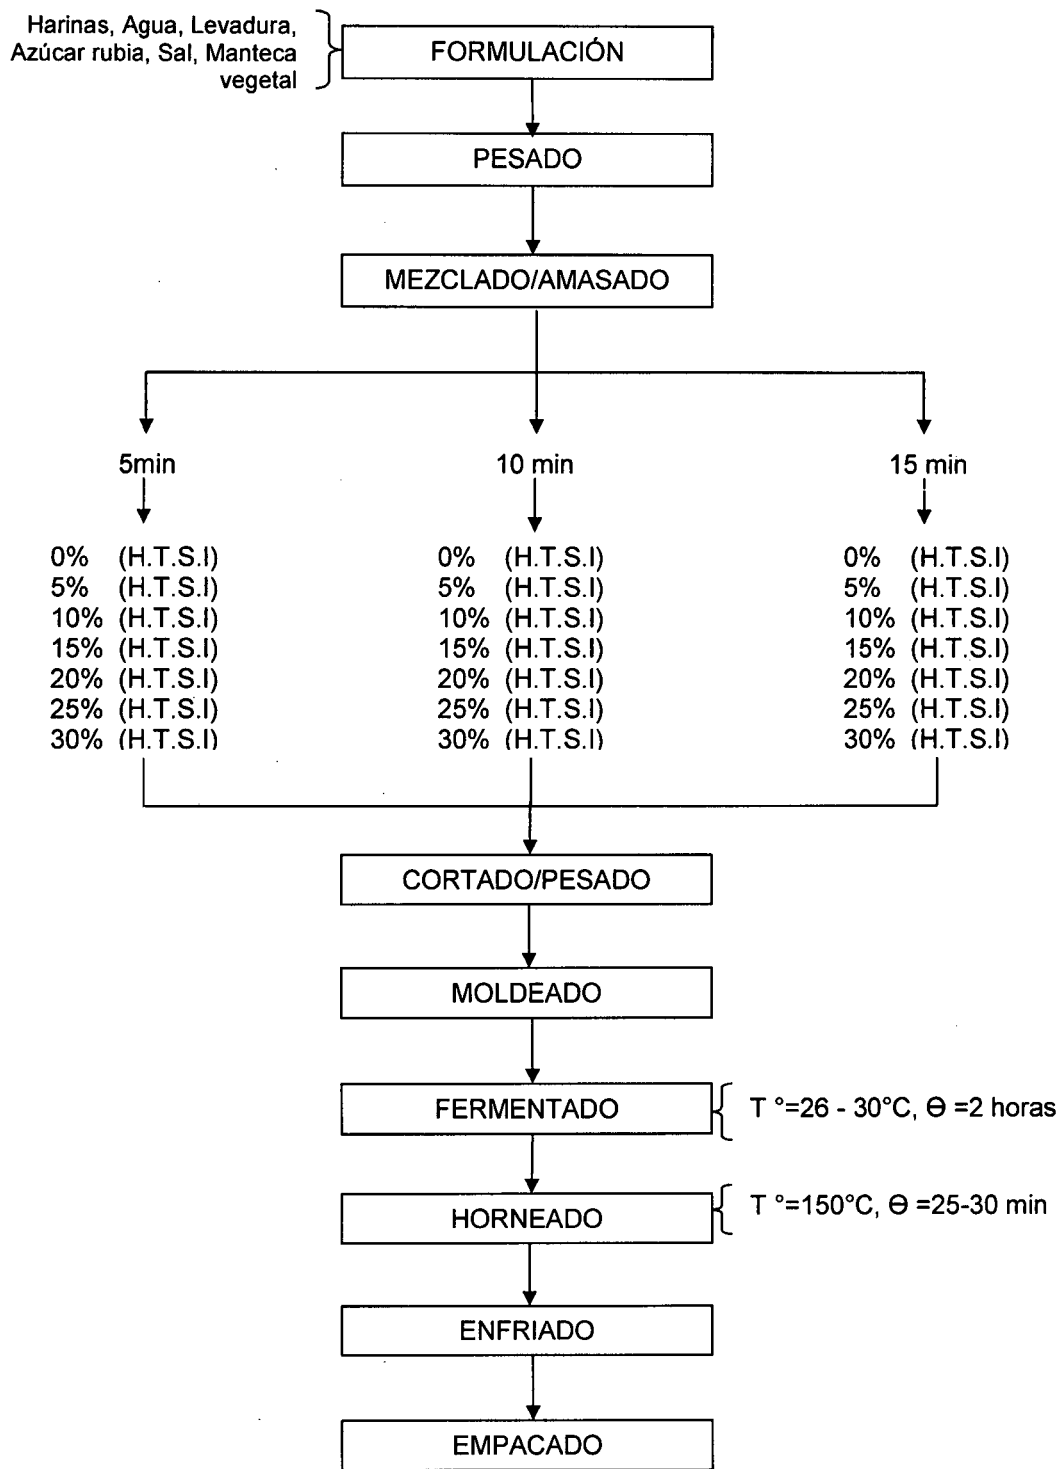 Harinas, Agua, Levadura,
Azúcar rubia, Sal, Manteca
vegetal
FORMULACIÓN
PESADO
MEZCLADO/AMASADO
5min
10 min
15 min
0% (H.T.S.I) 0% (H.T.S.I) 0% (H.T.S.I)
5% (H.T.S.I) 5% (H.T.S.I) 5% (H.T.S.I)
10% (H.T.S.I) 10% (H.T.S.I) 10% (H.T.S.I)
15% (H.T.S.I) 15% (H.T.S.I) 15% (H.T.S.I)
20% (H.T.S.I) 20% (H.T.S.I) 20% (H.T.S.I)
25% (H.T.S.I) 25% (H.T.S.I) 25% (H.T.S.I)
30% (H.T.S.I) 30% (H.T.S.I) 30% (H.T.S.I)
CORTADO/PESADO
MOLDEADO
FERMENTADO
T °=26 - 30°C, Ө =2 horas
HORNEADO
T °=150°C, Ө =25-30 min
ENFRIADO
EMPACADO